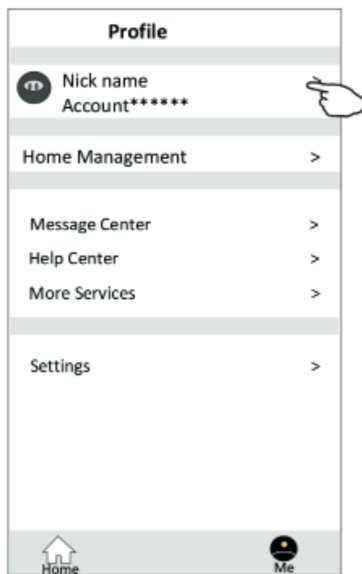 Profile
Nick name
Account******
Home Management >
Message Center >
Help Center >
More Services >
Settings >
Home Me